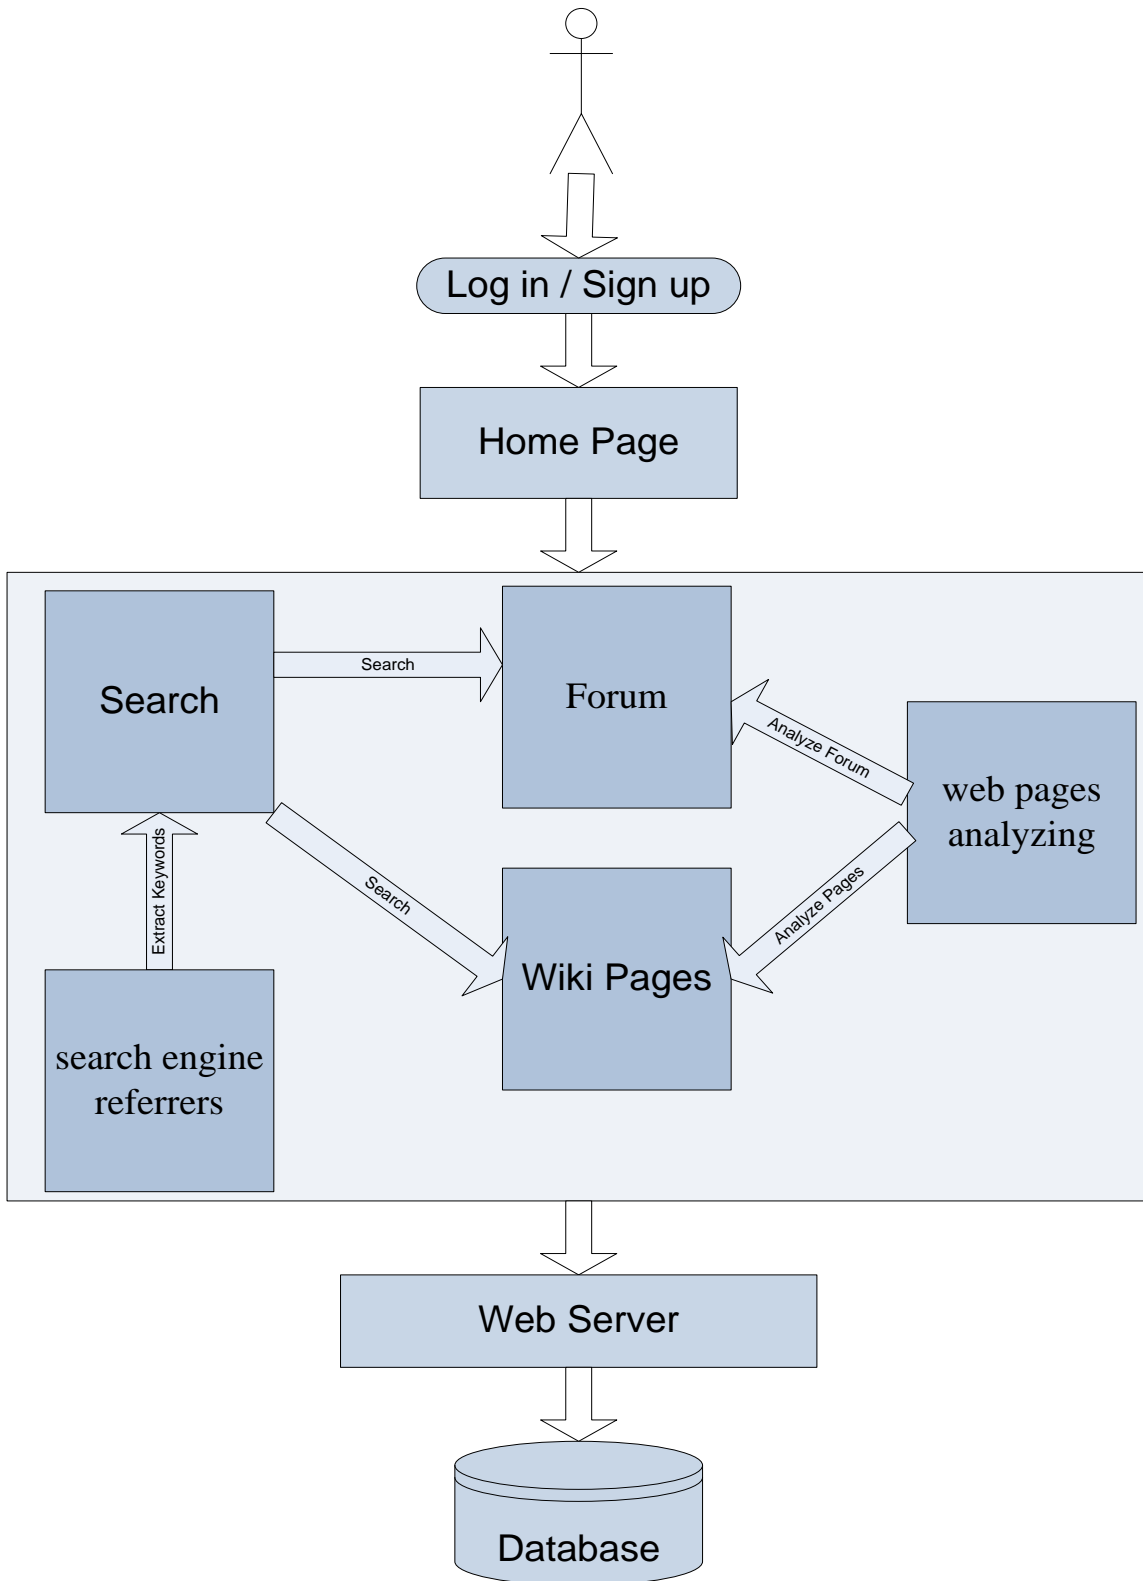 Log in / Sign up
Home Page
Search
Search
Forum
Analyze Forum
web pages
analyzing
Extract Keywords
Search
Analyze Pages
Wiki Pages
search engine
referrers
Web Server
Database